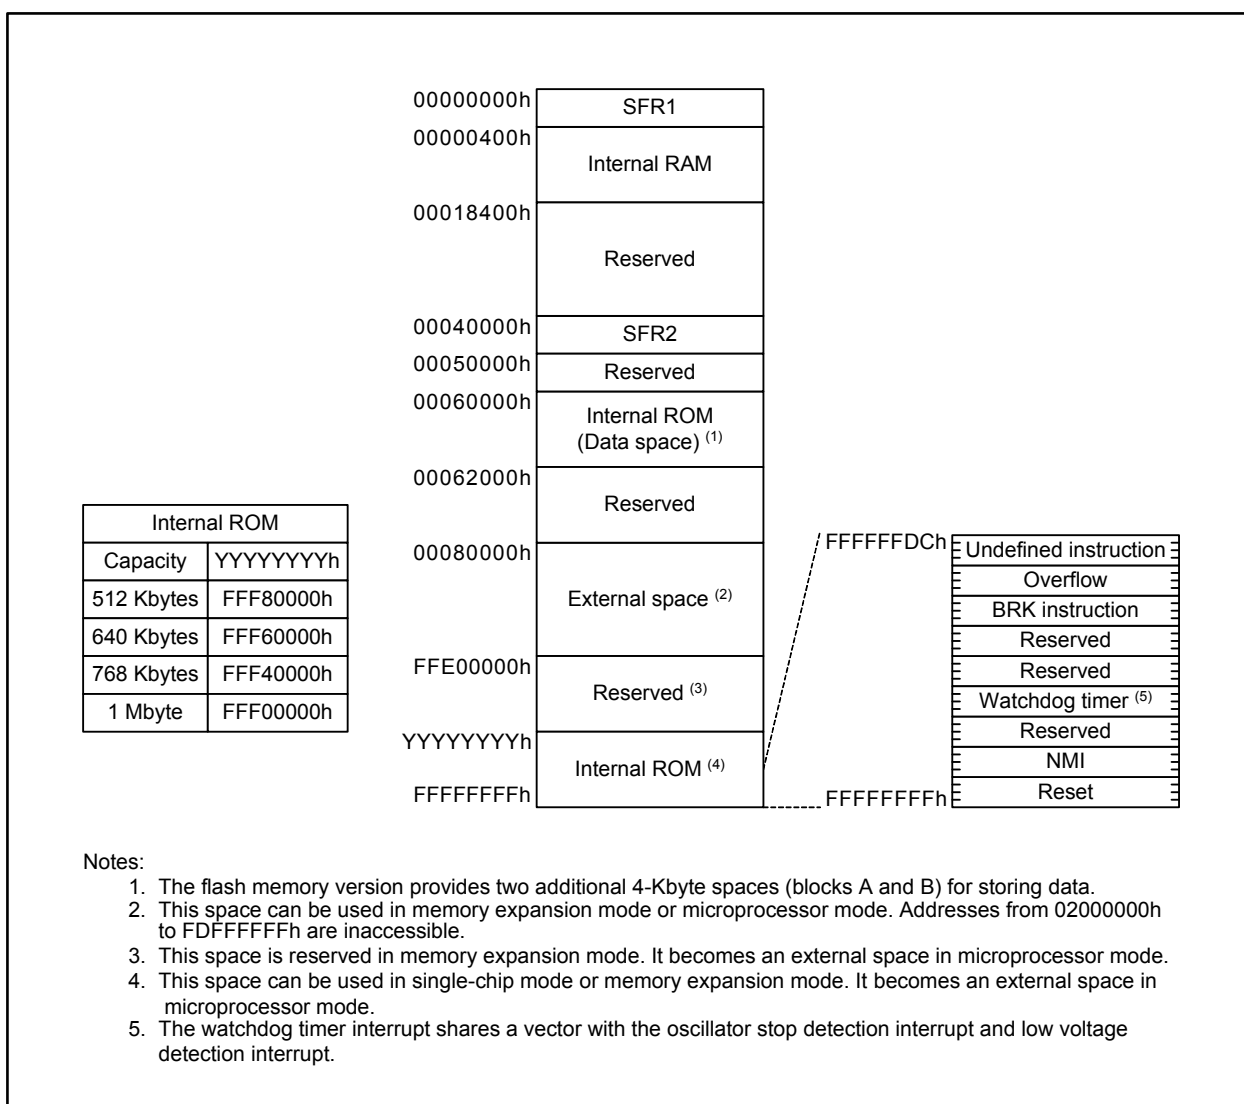 00000000h
SFR1
00000400h
Internal RAM
00018400h
Reserved
00040000h
SFR2
00050000h
Reserved
00060000h
Internal ROM
(Data space) (1)
00062000h
Reserved
00080000h
External space (2)
FFE00000h
Reserved (3)
YYYYYYYYh
Internal ROM (4)
FFFFFFFFh
Internal ROM
Capacity YYYYYYYYh
512 Kbytes FFF80000h
640 Kbytes FFF60000h
768 Kbytes FFF40000h
1 Mbyte FFF00000h
FFFFFFDCh
Undefined instruction
Overflow
BRK instruction
Reserved
Reserved
Watchdog timer (5)
Reserved
NMI
Reset
FFFFFFFFh
Notes:
1. The flash memory version provides two additional 4-Kbyte spaces (blocks A and B) for storing data.
2. This space can be used in memory expansion mode or microprocessor mode. Addresses from 02000000h
to FDFFFFFFh are inaccessible.
3. This space is reserved in memory expansion mode. It becomes an external space in microprocessor mode.
4. This space can be used in single-chip mode or memory expansion mode. It becomes an external space in
microprocessor mode.
5. The watchdog timer interrupt shares a vector with the oscillator stop detection interrupt and low voltage
detection interrupt.